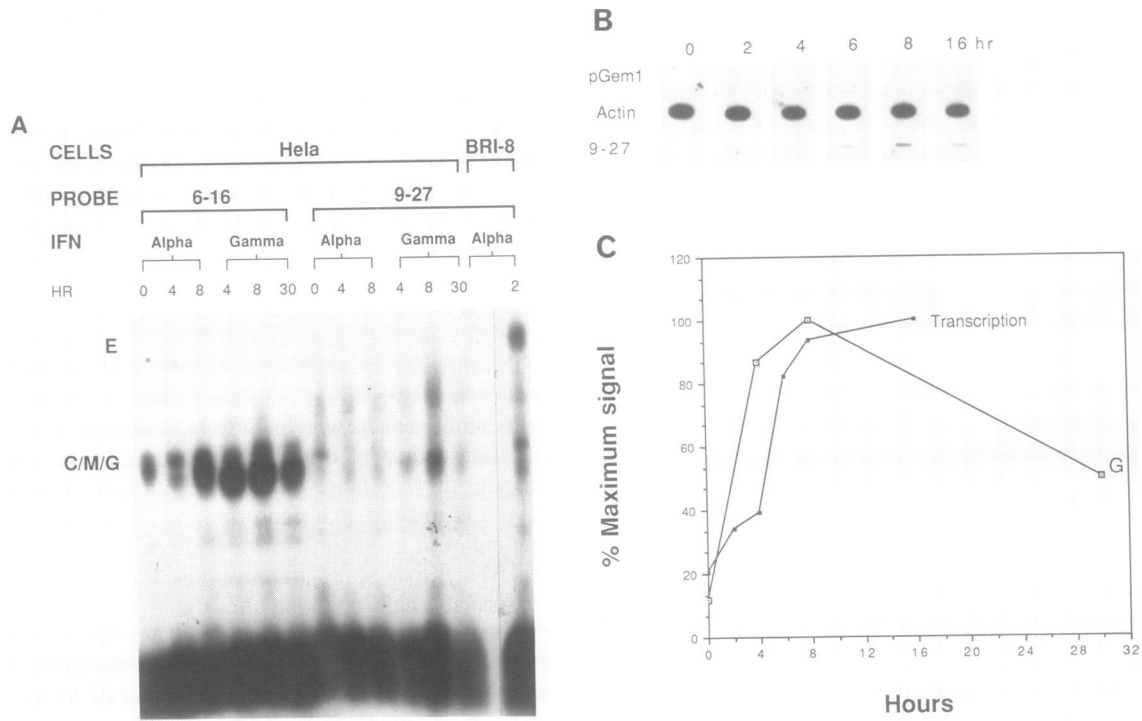 A
CELLS Hela BRI-8
PROBE 6-16 9-27
IFN Alpha Gamma Alpha Gamma Alpha
HR 0 4 8 4 8 30 0 4 8 4 8 30 2
E
C/M/G
B
0 2 4 6 8 16 hr
pGem1
Actin
9-27
C
120
100
80
60
40
20
0
% Maximum signal
Transcription
G
0 4 8 12 16 20 24 28 32
Hours